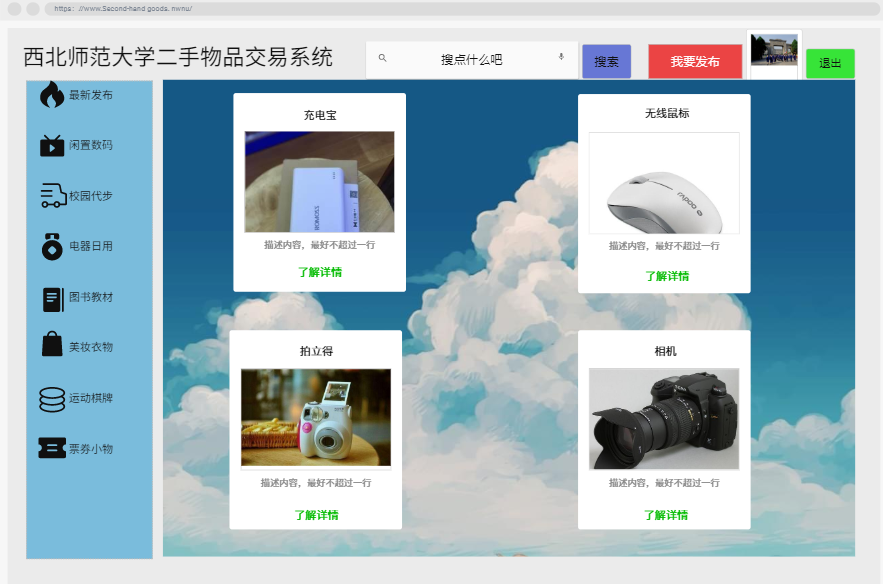 https: //www.Second-hand goods. nwnu/
西北师范大学二手物品交易系统
搜点什么吧
搜索
我要发布
退出
最新发布
闲置数码
校园代步
电器日用
图书教材
美妆衣物
运动棋牌
票券小物
充电宝
ROMOSS
描述内容，最好不超过一行
了解详情
无线鼠标
rapoo
描述内容，最好不超过一行
了解详情
拍立得
描述内容，最好不超过一行
了解详情
相机
描述内容，最好不超过一行
了解详情